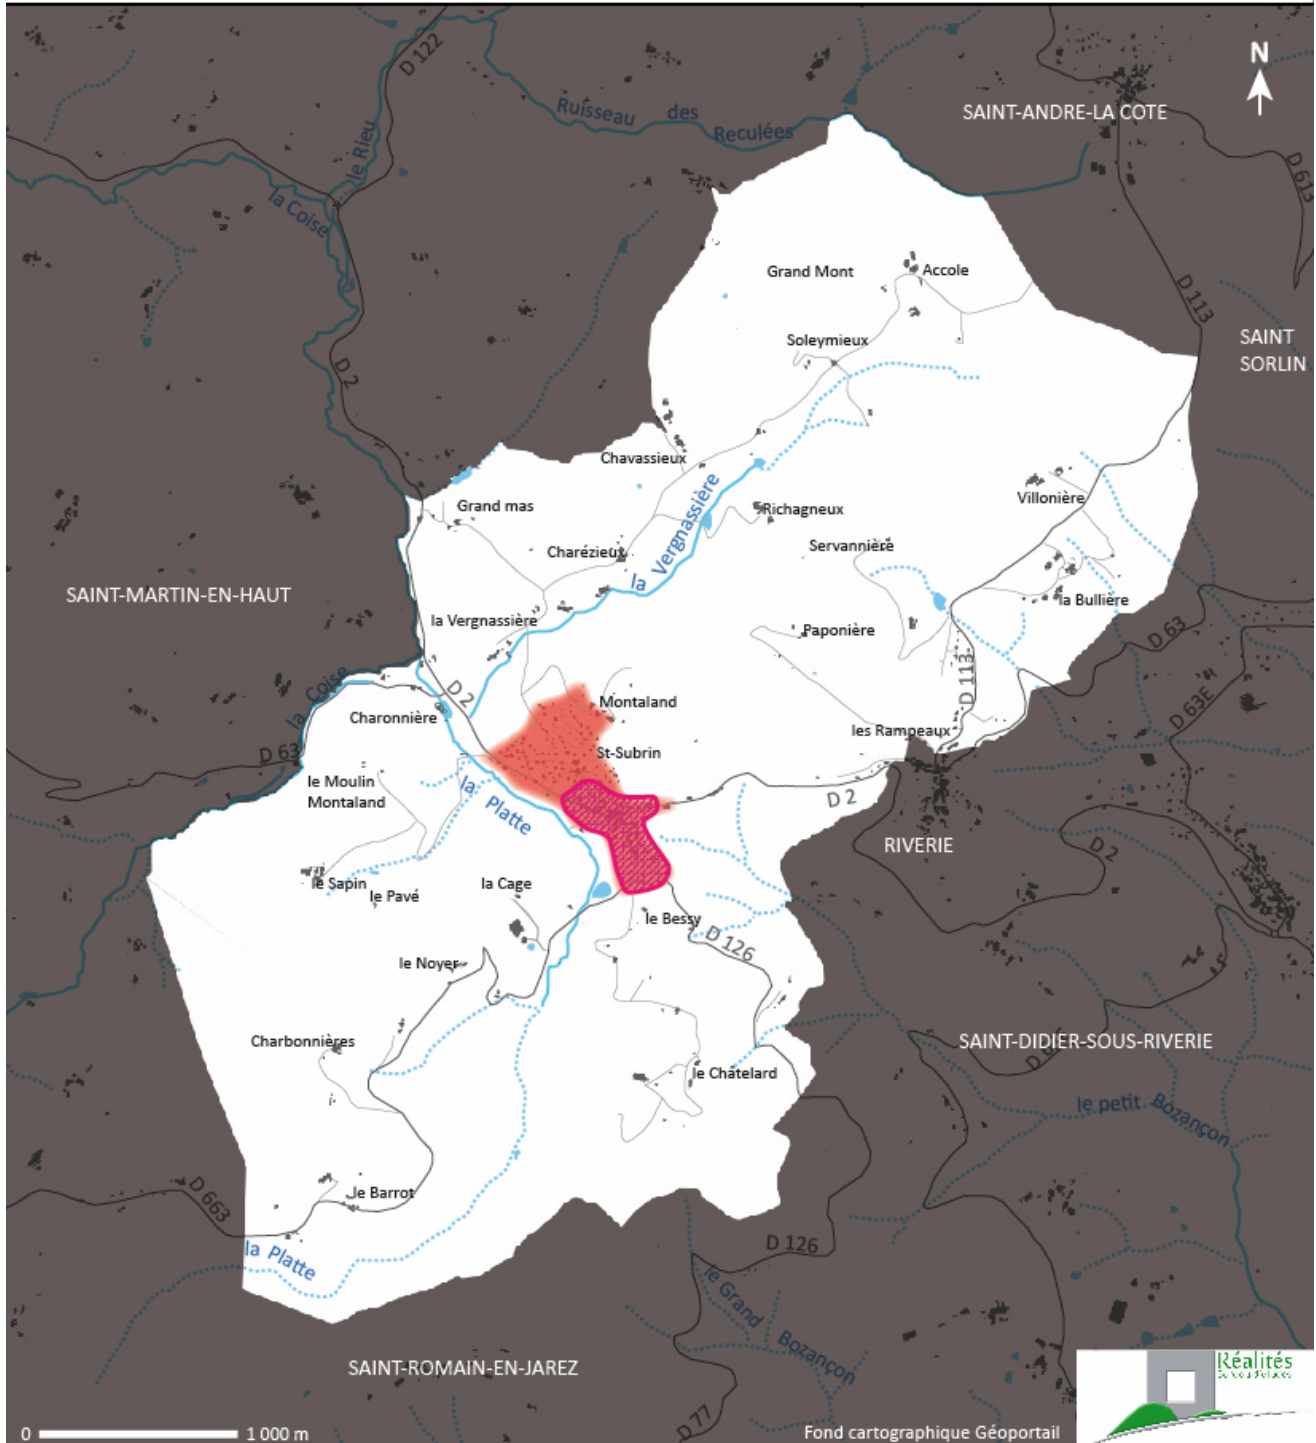 N
D 122
Ruisseau des
Reculées
SAINT-ANDRE-LA COTE
le Rieu
la Coise
D 613
Grand Mont
Accole
D 113
SAINT
SORLIN
Soleymieux
D 2
Chavassieux
Grand mas
la Vergnassière
Richagneux
Villonière
Charézieux
Servannière
SAINT-MARTIN-EN-HAUT
la Vergnassière
la Bullière
Paponière
D 63
D 63E
D 113
la Coise
D 2
Charonnière
Montaland
les Rampeaux
D 63
St-Subrin
le Moulin
Montaland
la Platte
D 2
RIVERIE
D 2
le Sapin
le Pavé
la Cage
le Bessy
D 126
le Noyer
Charbonnières
SAINT-DIDIER-SOUS-RIVERIE
le Châtelard
le petit Bozançon
le Barrot
D 663
la Platte
D 126
le Grand Bozançon
SAINT-ROMAIN-EN-JAREZ
Réalités
D 77
0 1 000 m
Fond cartographique Géoportail